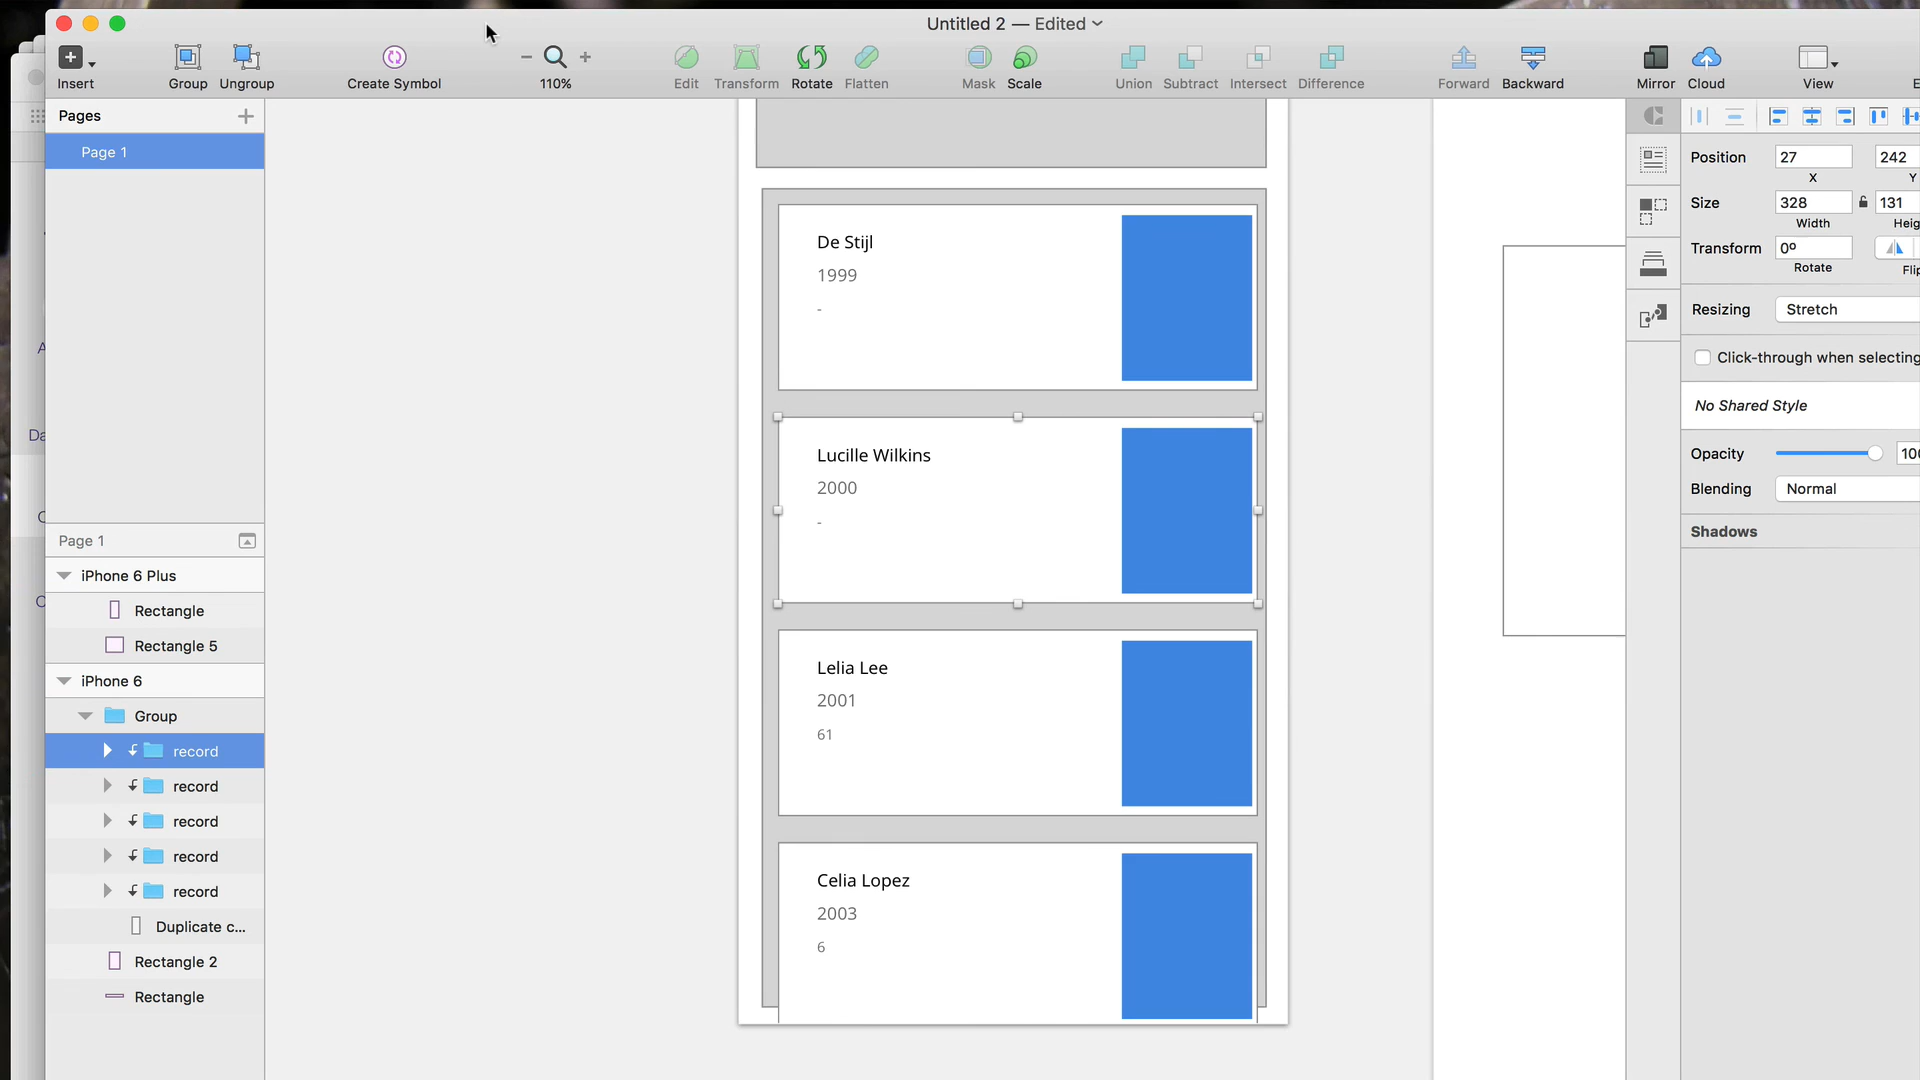 Untitled 2 — Edited
Insert
Group
Ungroup
Create Symbol
110%
Edit
Transform
Rotate
Flatten
Mask
Scale
Union
Subtract
Intersect
Difference
Forward
Backward
Mirror
Cloud
View
Pages
Page 1
Page 1
iPhone 6 Plus
Rectangle
Rectangle 5
iPhone 6
Group
record
record
record
record
record
Duplicate c...
Rectangle 2
Rectangle
De Stijl
1999
-
Lucille Wilkins
2000
-
Lelia Lee
2001
61
Celia Lopez
2003
6
Position 27 242
X Y
Size 328 131
Width Heig
Transform 0º
Rotate Flip
Resizing Stretch
Click-through when selecting
No Shared Style
Opacity 100
Blending Normal
Shadows